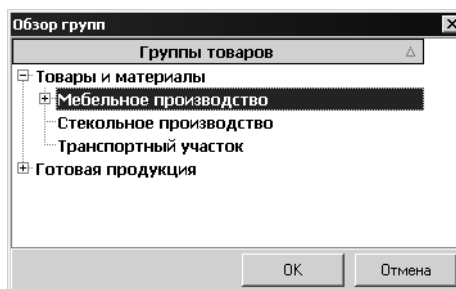 Обзор групп
Группы товаров
Товары и материалы
Мебельное производство
Стекольное производство
Транспортный участок
Готовая продукция
OK
Отмена